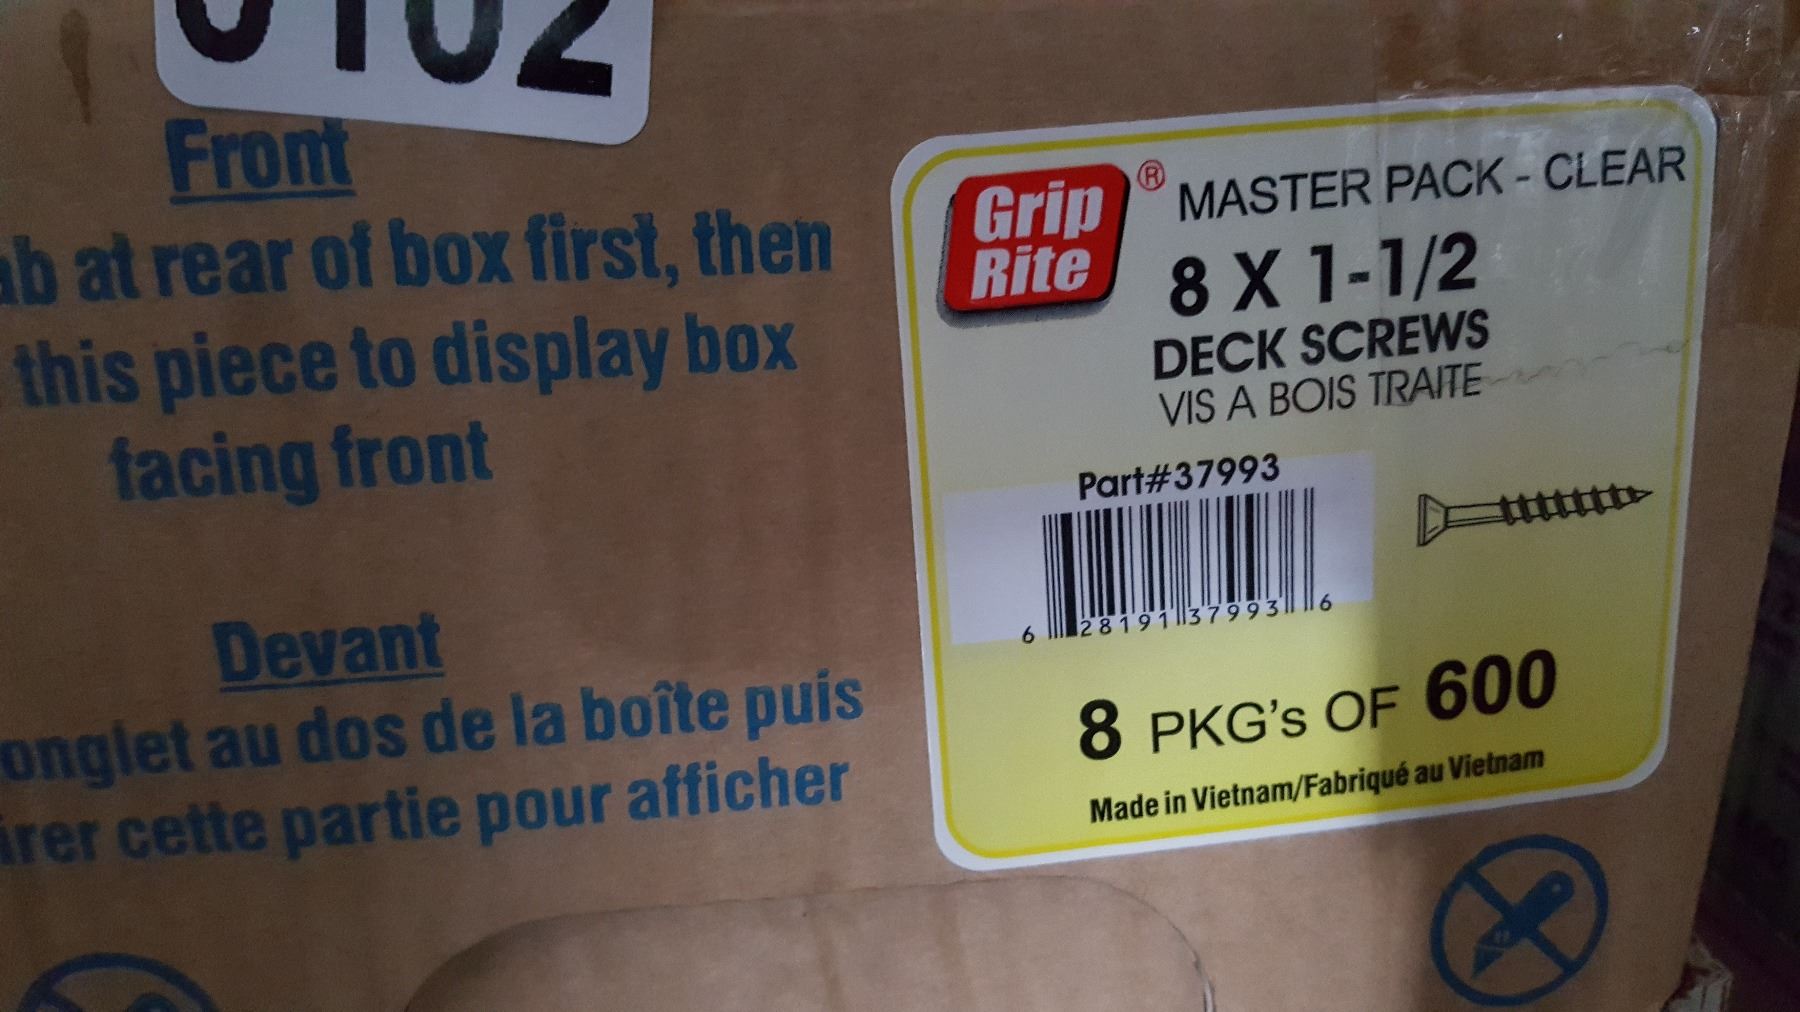 Front
at rear of box first, then
this piece to display box
facing front
Devant
onglet au dos de la boîte puis
cette partie pour afficher
Grip
Rite
®
MASTER PACK - CLEAR
8 X 1-1/2
DECK SCREWS
VIS A BOIS TRAITE
Part#37993
6 28191 37993 6
8 PKG's OF 600
Made in Vietnam/Fabriqué au Vietnam